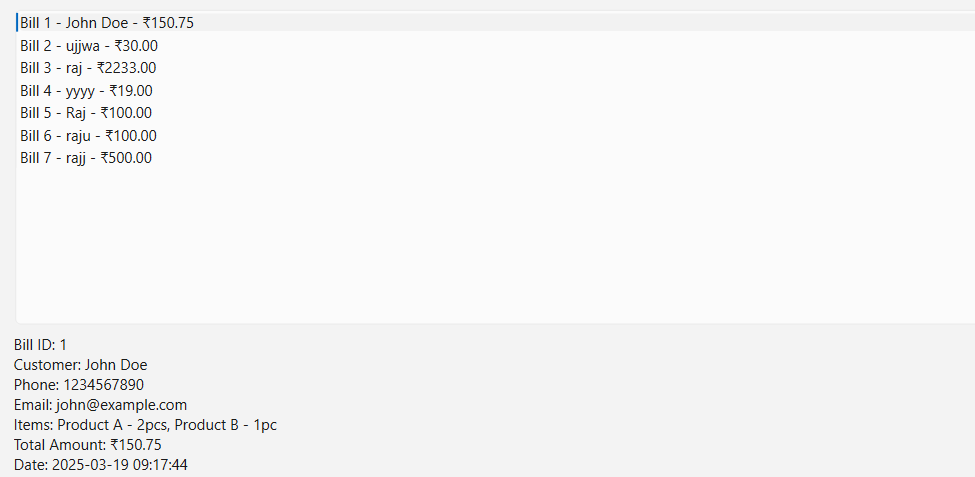 Bill 1 - John Doe - ₹150.75
Bill 2 - ujjwa - ₹30.00
Bill 3 - raj - ₹2233.00
Bill 4 - yyyy - ₹19.00
Bill 5 - Raj - ₹100.00
Bill 6 - raju - ₹100.00
Bill 7 - rajj - ₹500.00
Bill ID: 1
Customer: John Doe
Phone: 1234567890
Email: john@example.com
Items: Product A - 2pcs, Product B - 1pc
Total Amount: ₹150.75
Date: 2025-03-19 09:17:44